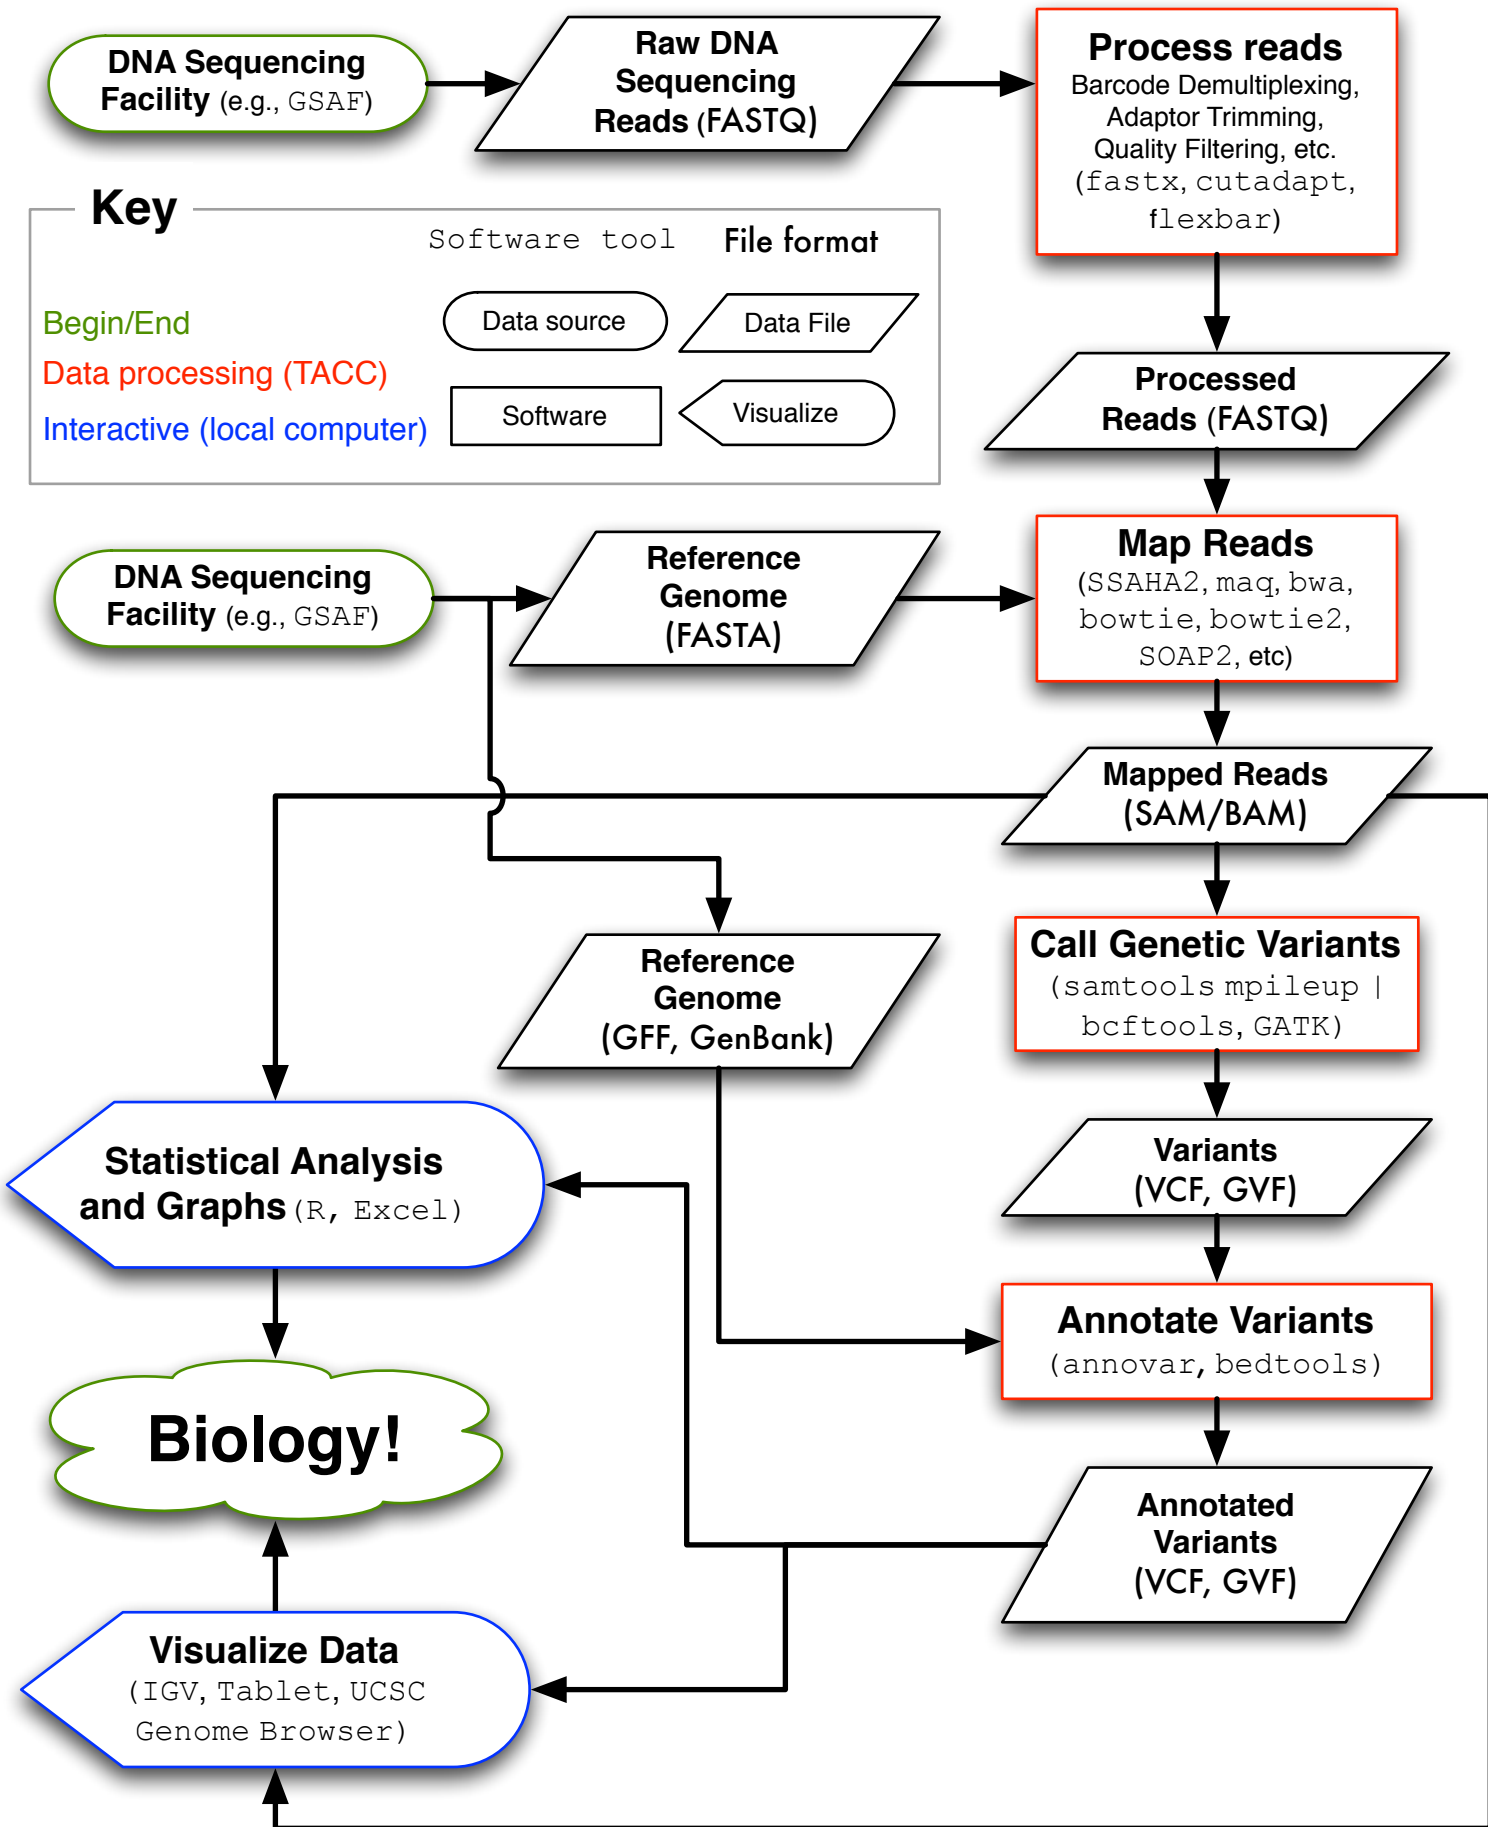 DNA Sequencing
Facility (e.g., GSAF)
Raw DNA
Sequencing
Reads (FASTQ)
Process reads
Barcode Demultiplexing,
Adaptor Trimming,
Quality Filtering, etc.
(fastx, cutadapt,
flexbar)
Key
Software tool
File format
Begin/End
Data source
Data File
Data processing (TACC)
Interactive (local computer)
Software
Visualize
Processed
Reads (FASTQ)
DNA Sequencing
Facility (e.g., GSAF)
Reference
Genome
(FASTA)
Map Reads
(SSAHA2, maq, bwa,
bowtie, bowtie2,
SOAP2, etc)
Mapped Reads
(SAM/BAM)
Reference
Genome
(GFF, GenBank)
Call Genetic Variants
(samtools mpileup |
bcftools, GATK)
Statistical Analysis
and Graphs (R, Excel)
Variants
(VCF, GVF)
Annotate Variants
(annovar, bedtools)
Biology!
Annotated
Variants
(VCF, GVF)
Visualize Data
(IGV, Tablet, UCSC
Genome Browser)